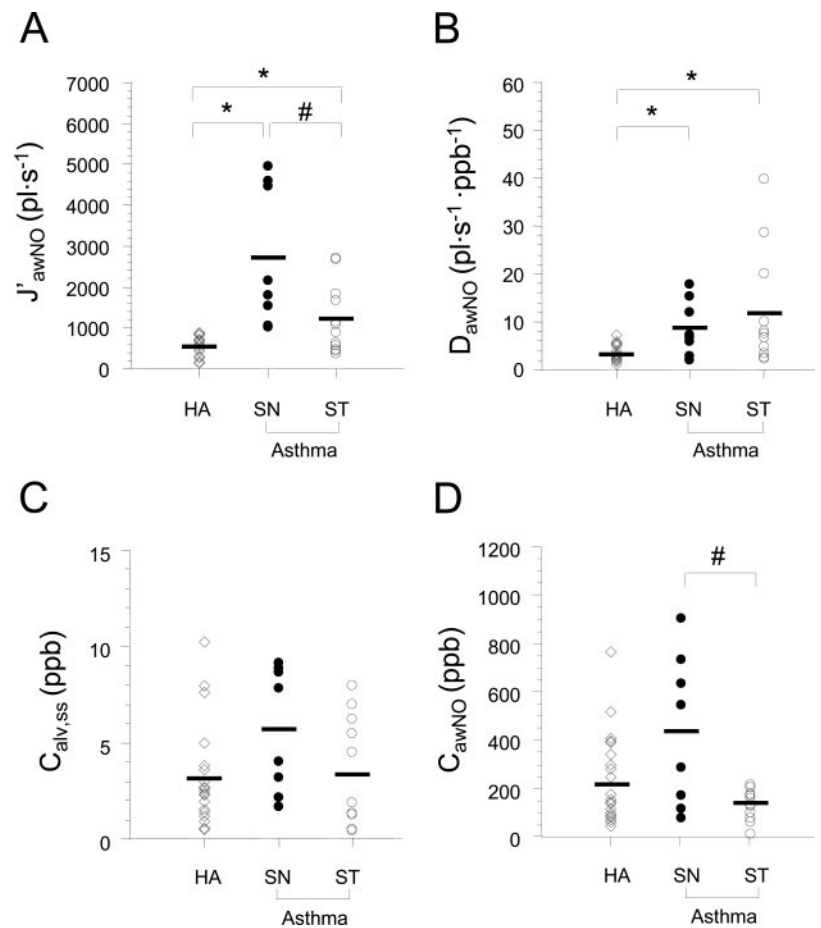 A
J'awNO (pl·s-1)
7000
6000
5000
4000
3000
2000
1000
0
*
*
#
HA
SN
ST
Asthma
B
DawNO (pl·s-1·ppb-1)
60
50
40
30
20
10
0
*
*
HA
SN
ST
Asthma
C
Calv,ss (ppb)
15
10
5
0
HA
SN
ST
Asthma
D
CawNO (ppb)
1200
1000
800
600
400
200
0
#
HA
SN
ST
Asthma